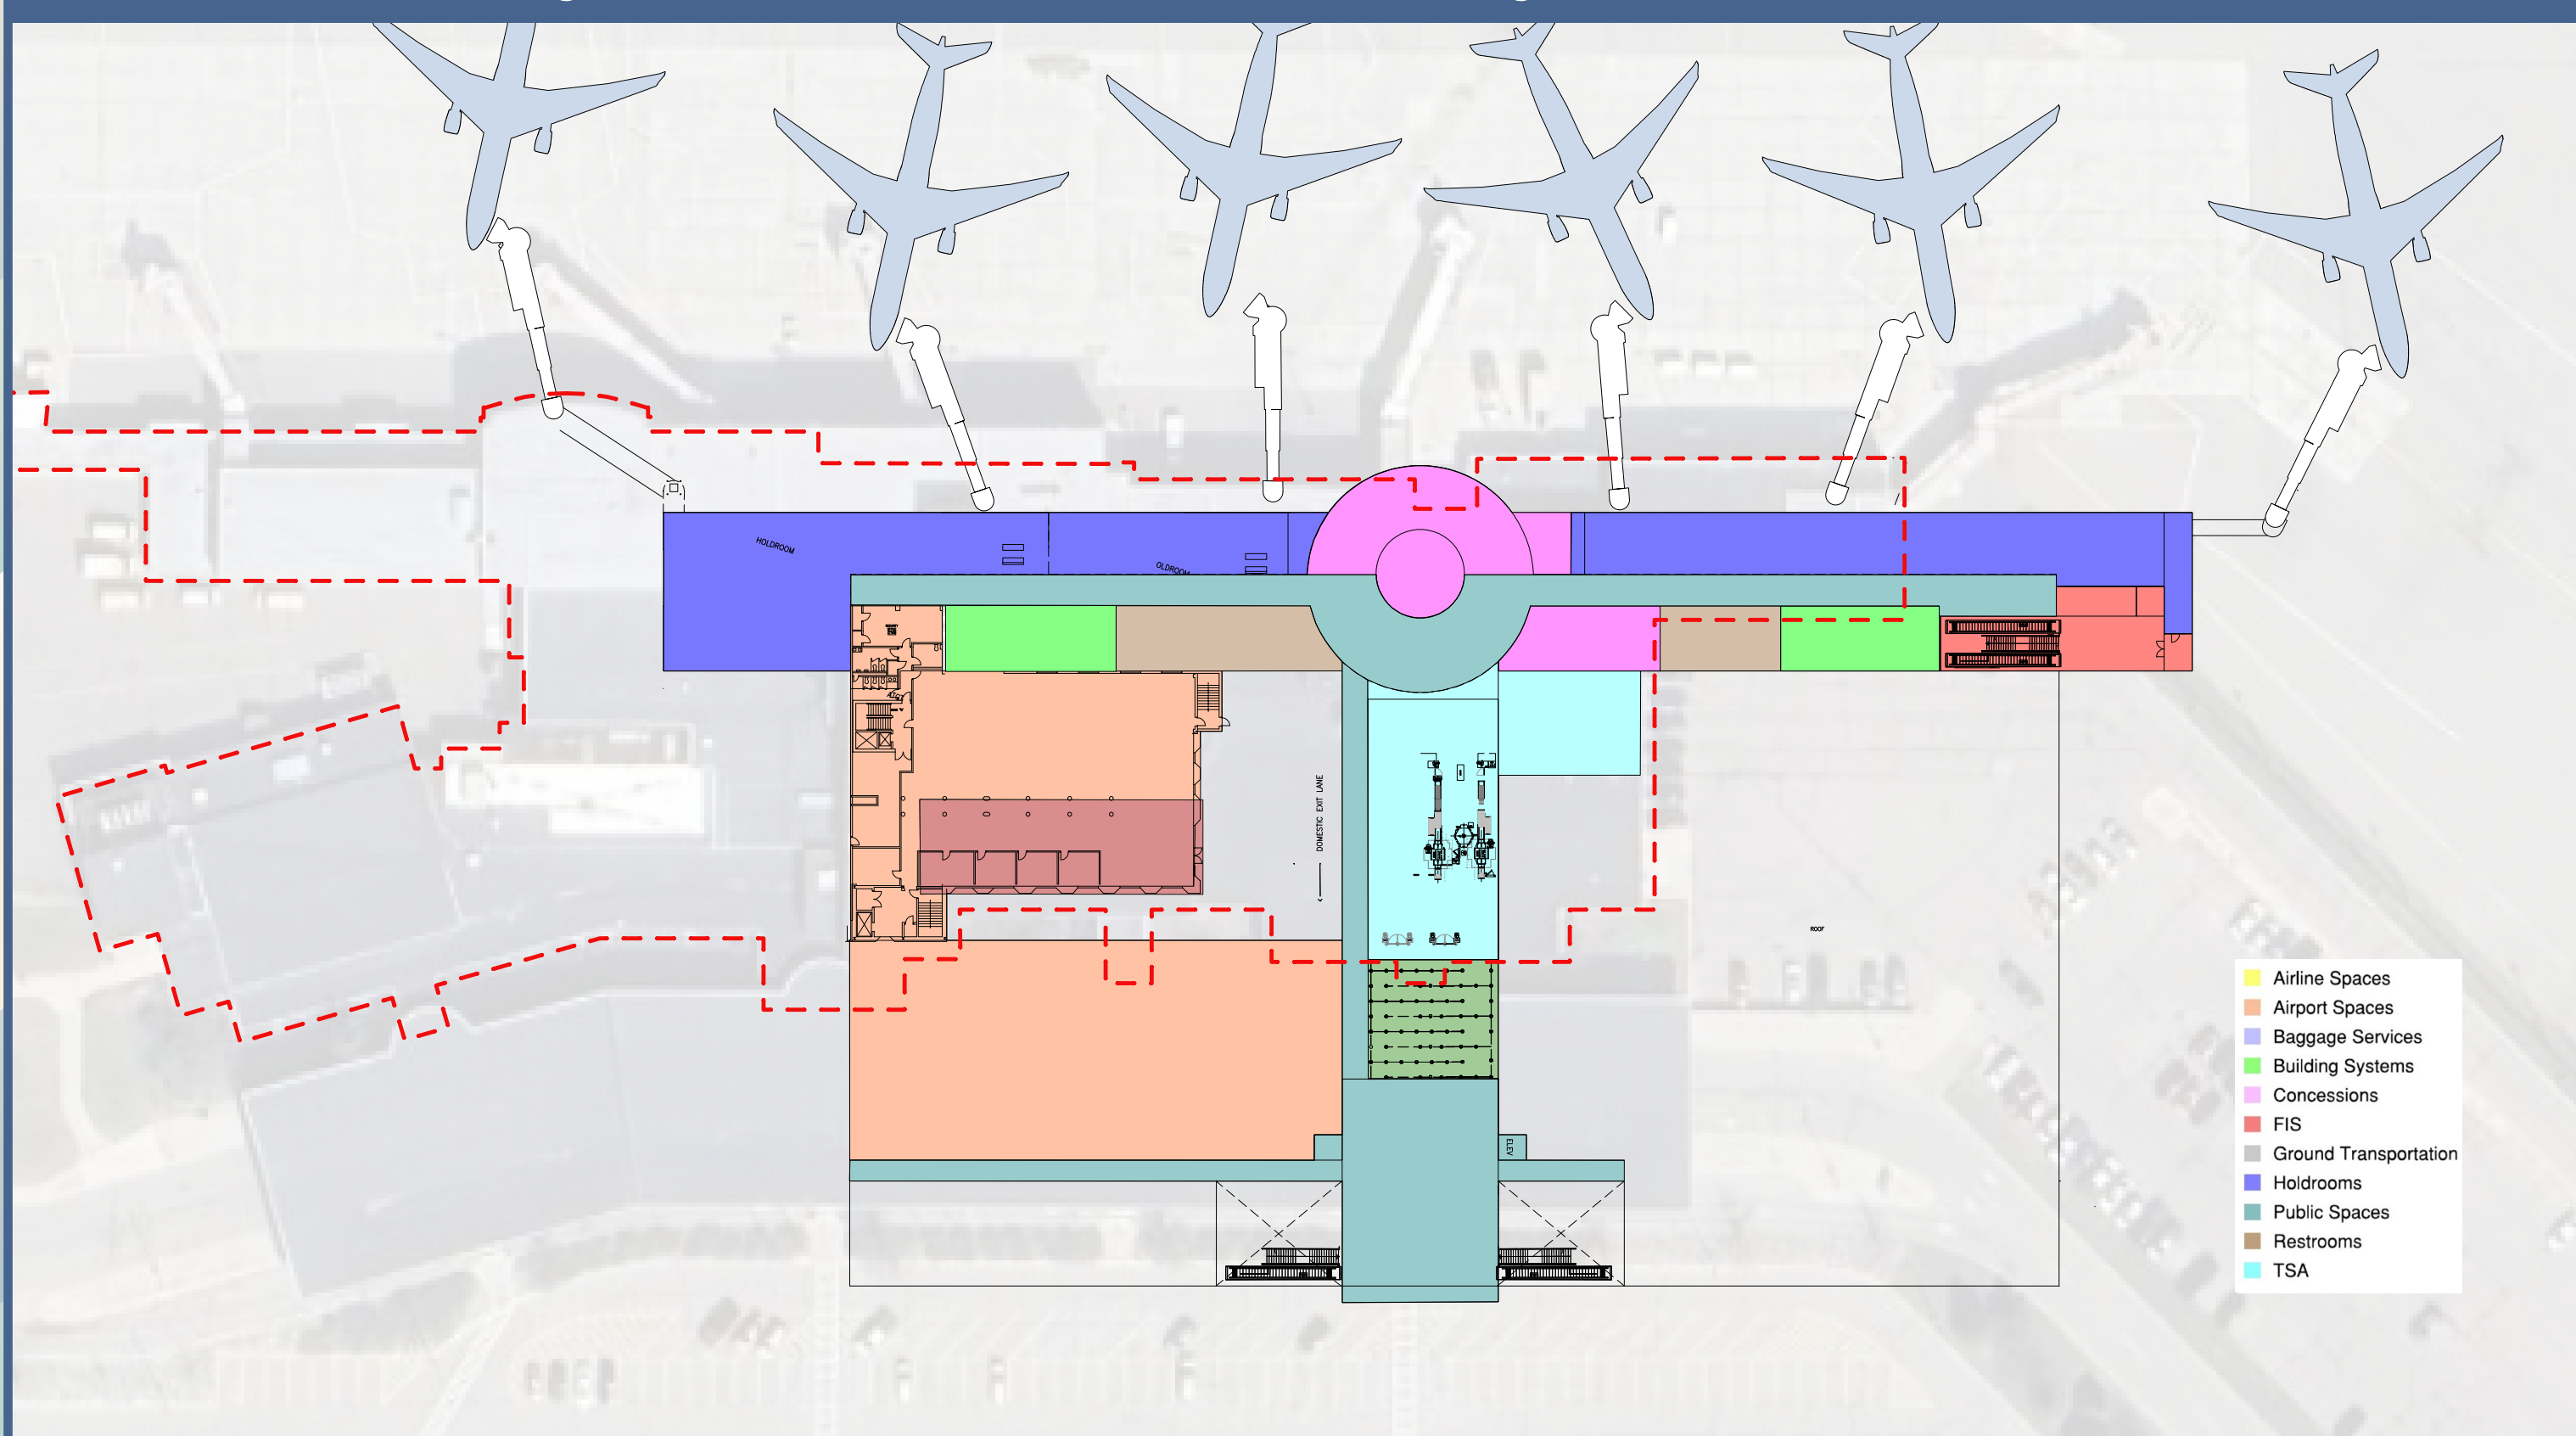 HOLDROOM
OLDROOM
DOMESTIC EXIT LANE
ROOF
ELEV
Airline Spaces
Airport Spaces
Baggage Services
Building Systems
Concessions
FIS
Ground Transportation
Holdrooms
Public Spaces
Restrooms
TSA